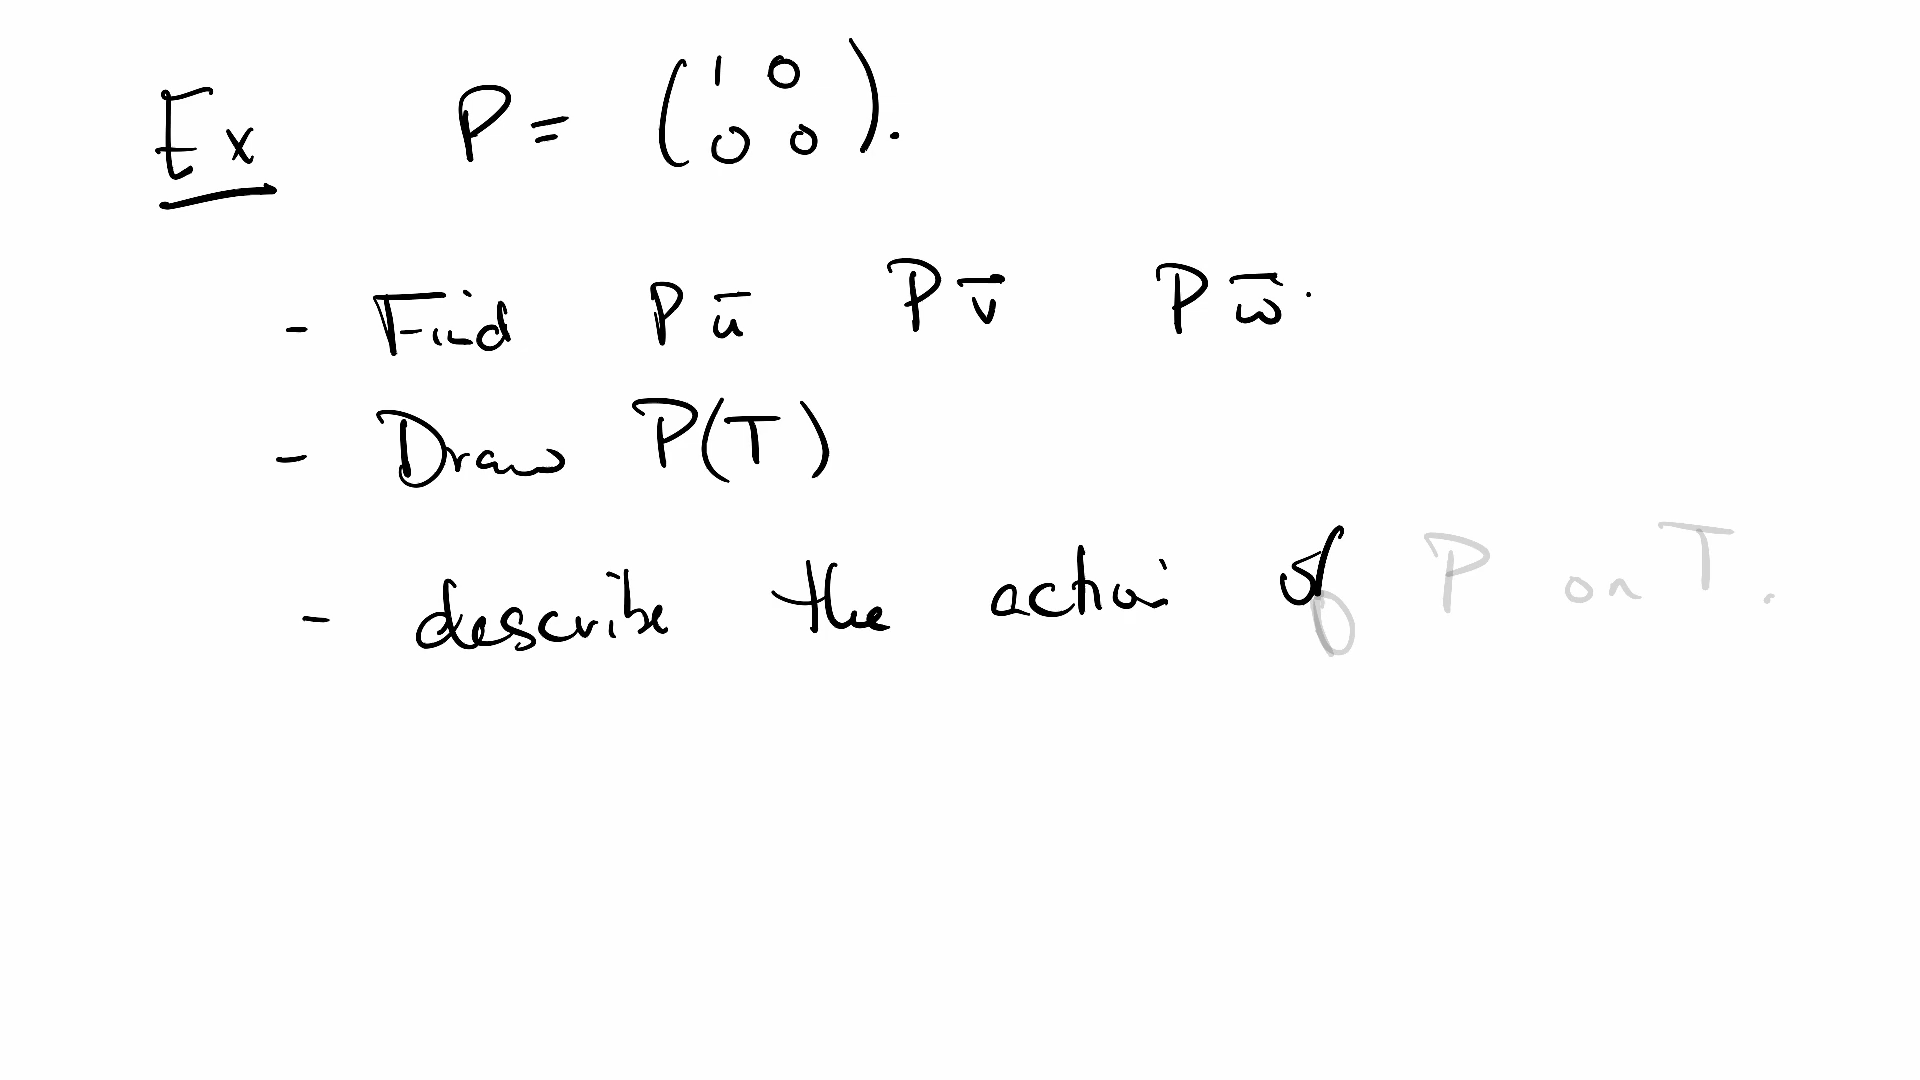 Ex P = ( 1 0
0 0 ).
- Find Pū Pv̄ Pw̄.
- Draw P(T)
- describe the action of P on T.